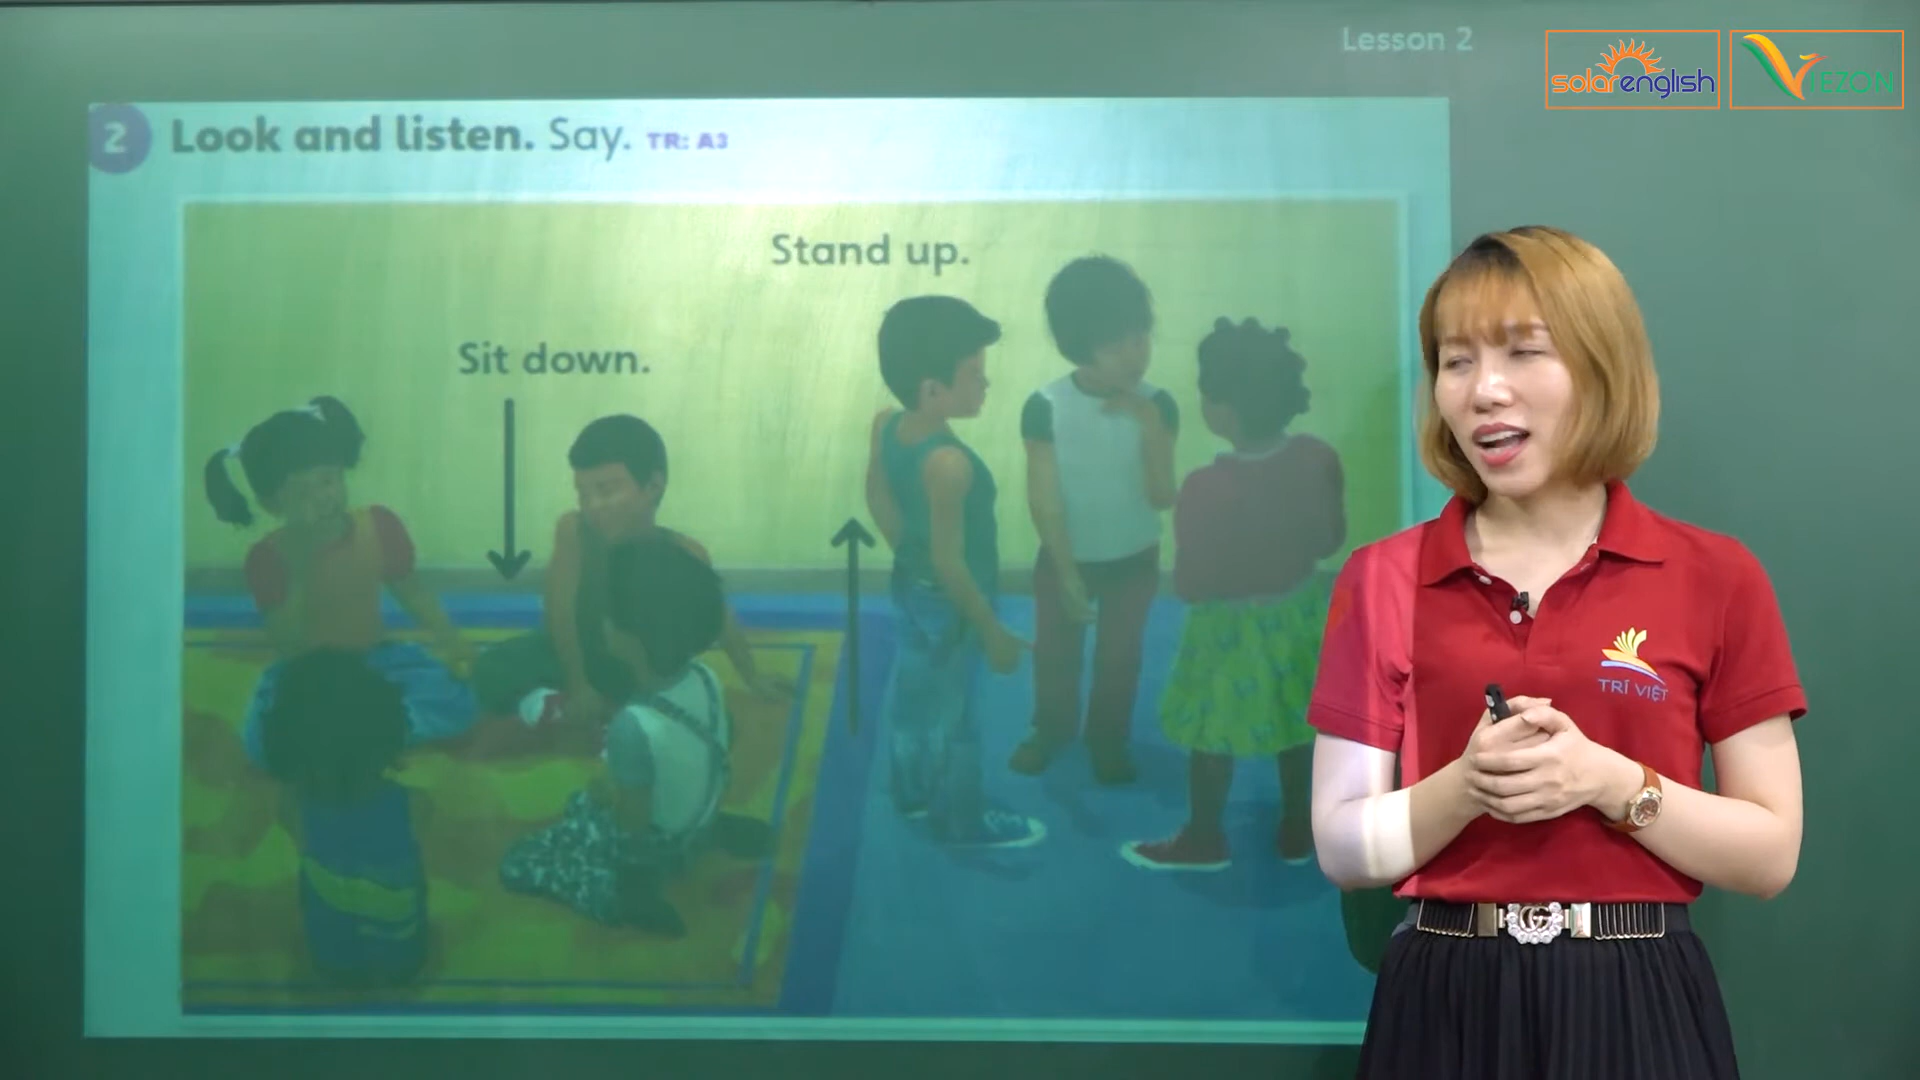 Lesson 2
solarenglish
VIEZON
2
Look and listen. Say. TR: A3
Stand up.
Sit down.
TRÍ VIỆT